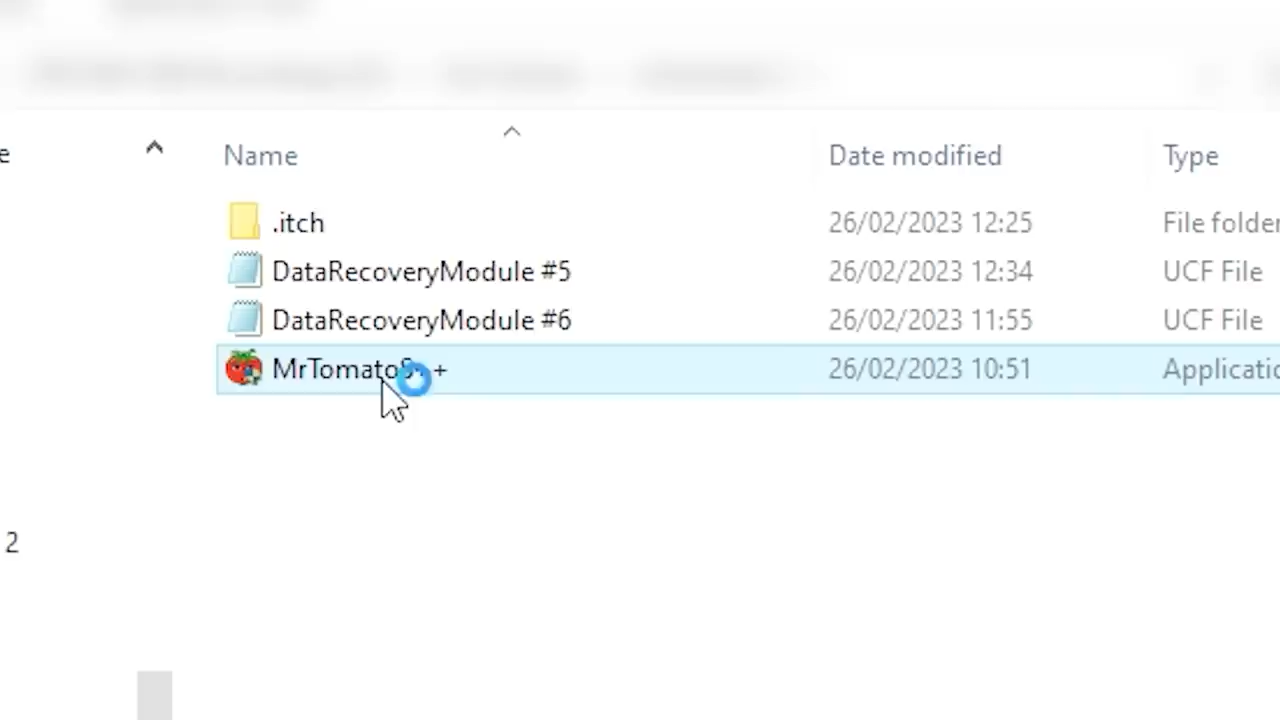 e
Name Date modified Type
.itch 26/02/2023 12:25 File folder
DataRecoveryModule #5 26/02/2023 12:34 UCF File
DataRecoveryModule #6 26/02/2023 11:55 UCF File
26/02/2023 10:51 Applicatio
2